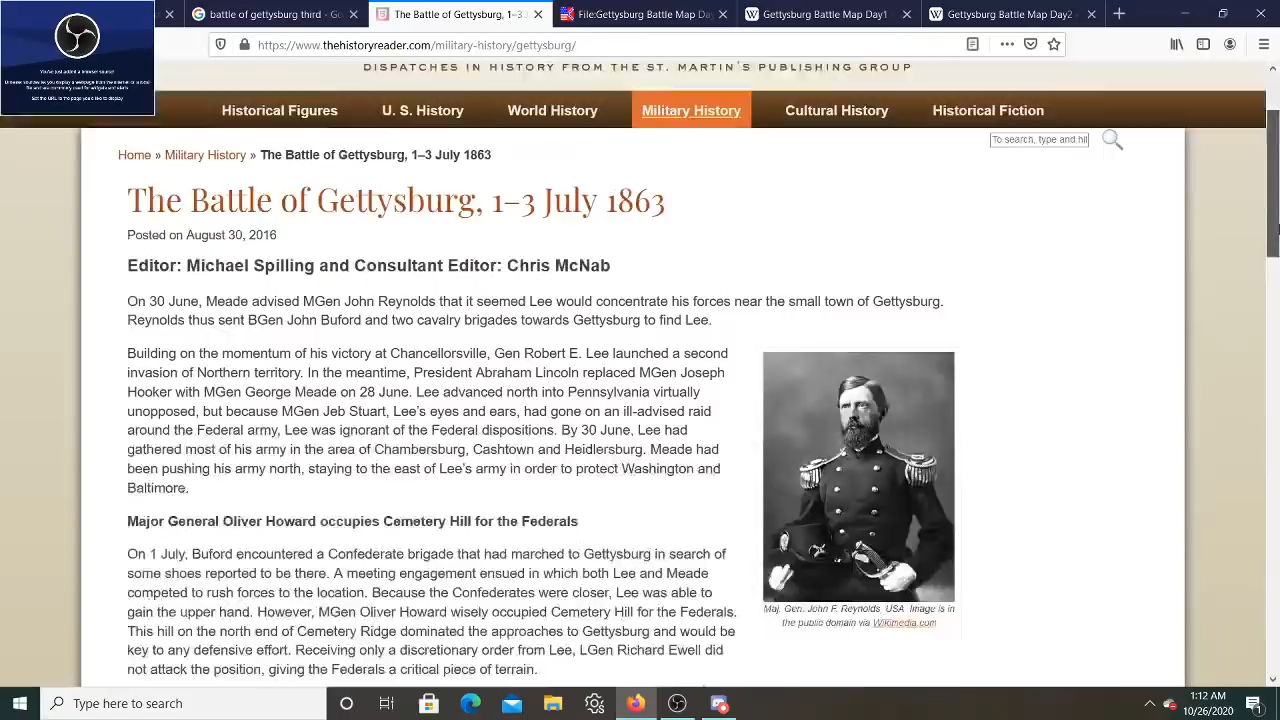 battle of gettysburg third day - Go
The Battle of Gettysburg, 1–3
File:Gettysburg Battle Map Day
Gettysburg Battle Map Day1
Gettysburg Battle Map Day2
You've just added a browser source!
https://www.thehistoryreader.com/military-history/gettysburg/
DISPATCHES IN HISTORY FROM THE ST. MARTIN'S PUBLISHING GROUP
Historical Figures
U. S. History
World History
Military History
Cultural History
Historical Fiction
Home » Military History » The Battle of Gettysburg, 1–3 July 1863
To search, type and hit
The Battle of Gettysburg, 1–3 July 1863
Posted on August 30, 2016
Editor: Michael Spilling and Consultant Editor: Chris McNab
On 30 June, Meade advised MGen John Reynolds that it seemed Lee would concentrate his forces near the small town of Gettysburg.
Reynolds thus sent BGen John Buford and two cavalry brigades towards Gettysburg to find Lee.
Building on the momentum of his victory at Chancellorsville, Gen Robert E. Lee launched a second
invasion of Northern territory. In the meantime, President Abraham Lincoln replaced MGen Joseph
Hooker with MGen George Meade on 28 June. Lee advanced north into Pennsylvania virtually
unopposed, but because MGen Jeb Stuart, Lee's eyes and ears, had gone on an ill-advised raid
around the Federal army, Lee was ignorant of the Federal dispositions. By 30 June, Lee had
gathered most of his army in the area of Chambersburg, Cashtown and Heidlersburg. Meade had
been pushing his army north, staying to the east of Lee's army in order to protect Washington and
Baltimore.
Major General Oliver Howard occupies Cemetery Hill for the Federals
On 1 July, Buford encountered a Confederate brigade that had marched to Gettysburg in search of
some shoes reported to be there. A meeting engagement ensued in which both Lee and Meade
competed to rush forces to the location. Because the Confederates were closer, Lee was able to
gain the upper hand. However, MGen Oliver Howard wisely occupied Cemetery Hill for the Federals.
This hill on the north end of Cemetery Ridge dominated the approaches to Gettysburg and would be
key to any defensive effort. Receiving only a discretionary order from Lee, LGen Richard Ewell did
not attack the position, giving the Federals a critical piece of terrain.
Maj. Gen. John F. Reynolds, USA Image is in
the public domain via Wikimedia.com
Type here to search
1:12 AM
10/26/2020